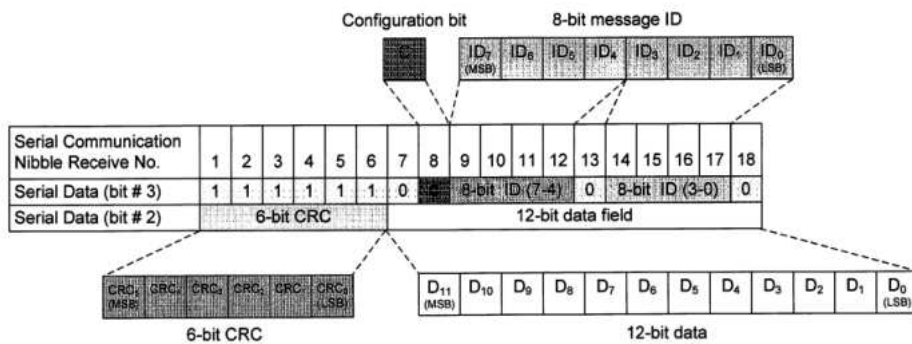 Configuration bit 8-bit message ID
C ID7 ID6 ID5 ID4 ID3 ID2 ID1 ID0
(MSB) (LSB)
Serial Communication
Nibble Receive No. 1 2 3 4 5 6 7 8 9 10 11 12 13 14 15 16 17 18
Serial Data (bit # 3) 1 1 1 1 1 1 0 C 8-bit ID (7-4) 0 8-bit ID (3-0) 0
Serial Data (bit # 2) 6-bit CRC 12-bit data field
CRC5 CRC4 CRC3 CRC2 CRC1 CRC0 D11 D10 D9 D8 D7 D6 D5 D4 D3 D2 D1 D0
(MSB) (LSB) (MSB) (LSB)
6-bit CRC 12-bit data